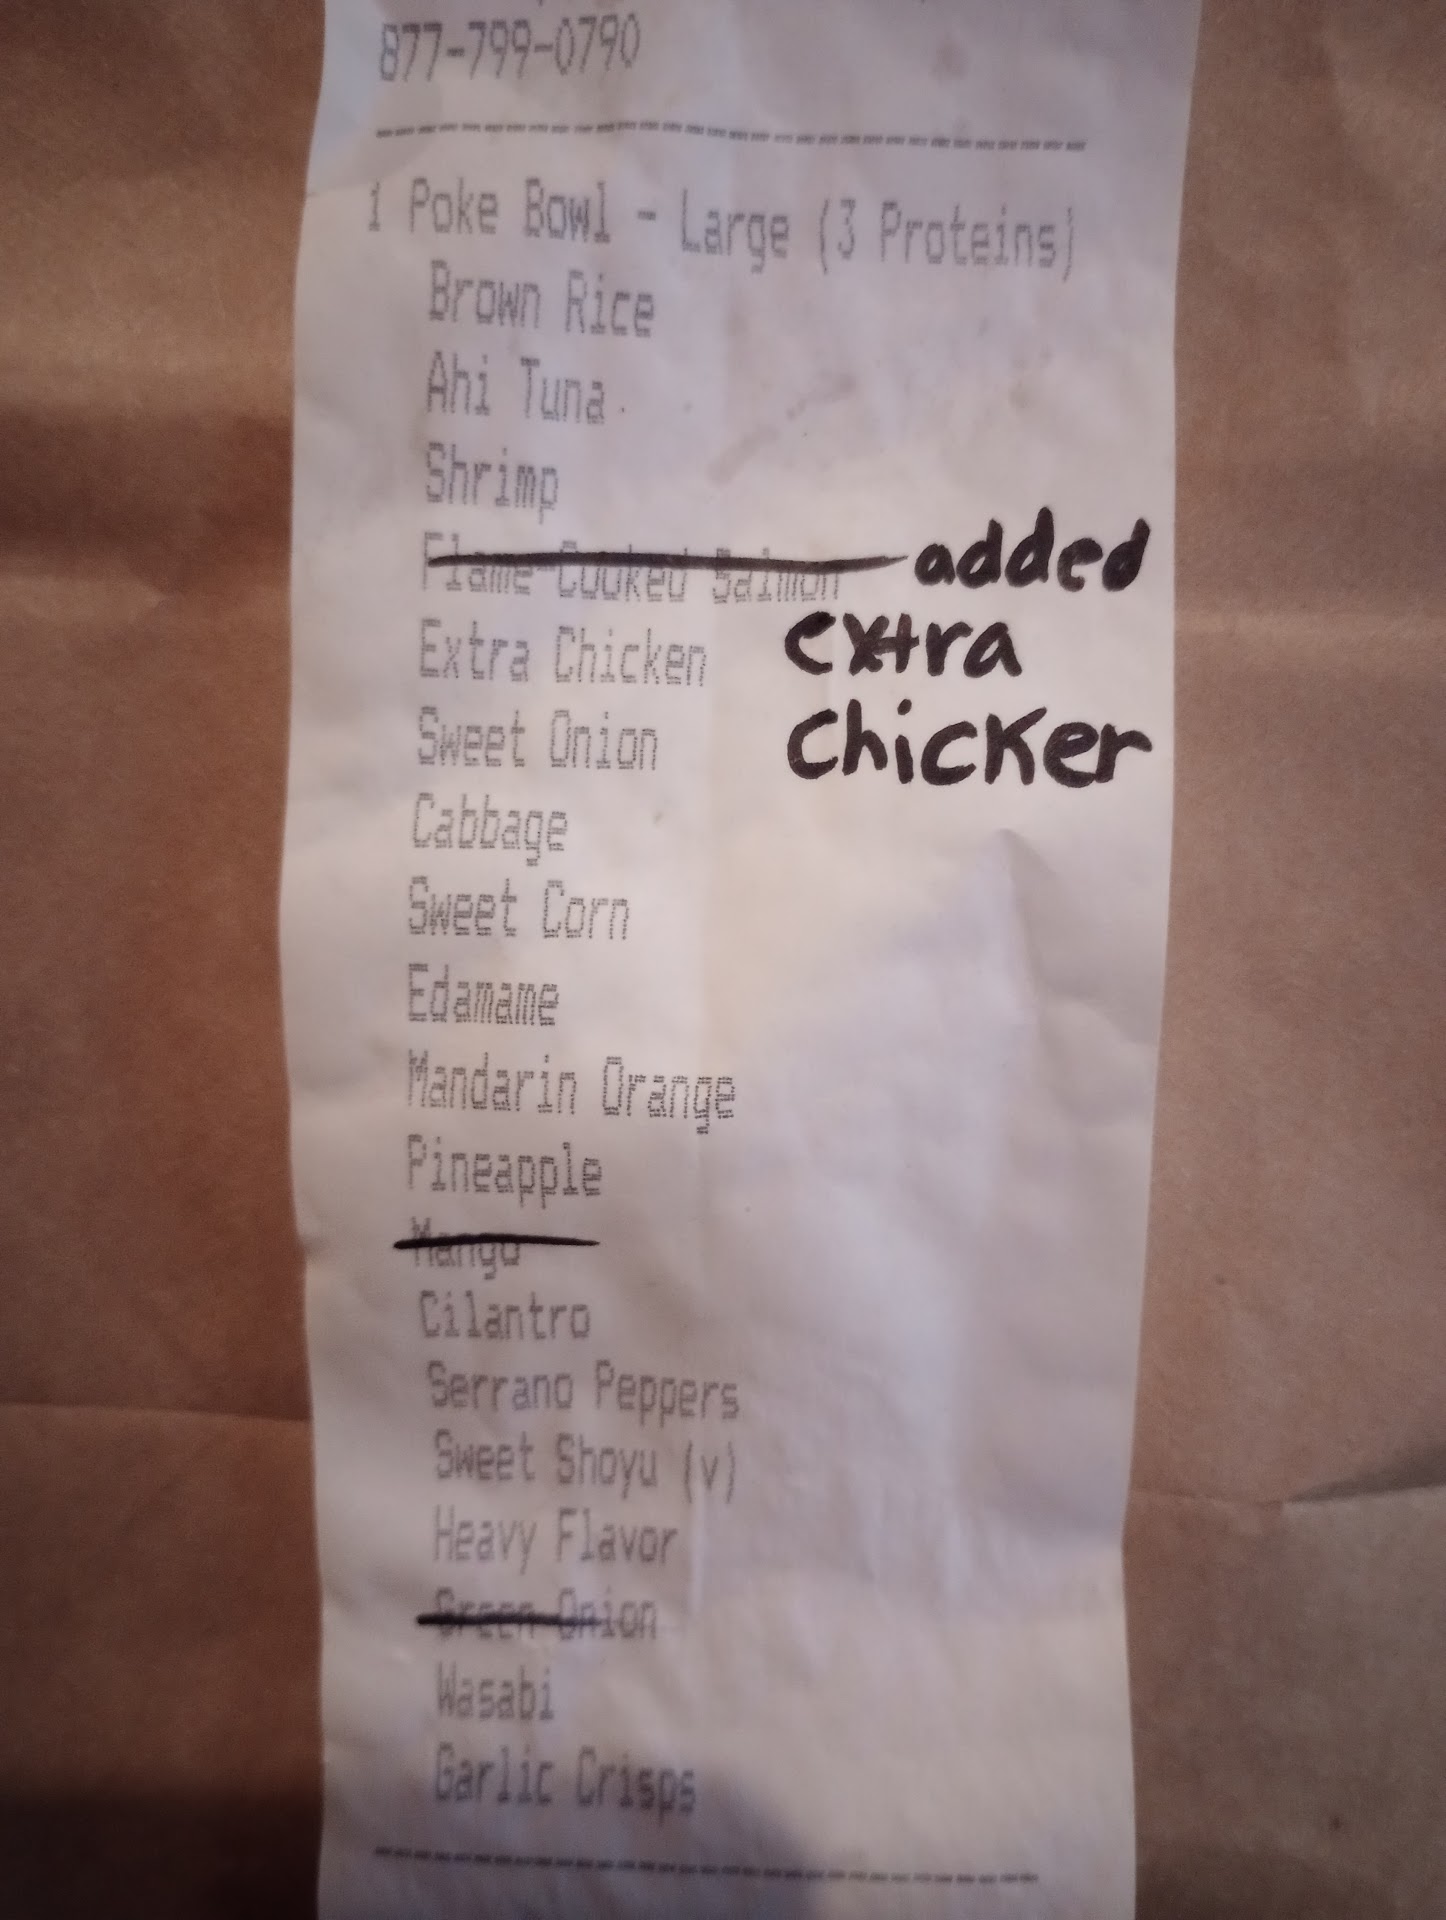 877-799-0790
1 Poke Bowl - Large (3 Proteins)
Brown Rice
Ahi Tuna
Shrimp
Flame-Cooked Salmon added
Extra Chicken extra
Sweet Onion chicker
Cabbage
Sweet Corn
Edamame
Mandarin Orange
Pineapple
Mango
Cilantro
Serrano Peppers
Sweet Shoyu (v)
Heavy Flavor
Green Onion
Wasabi
Garlic Crisps